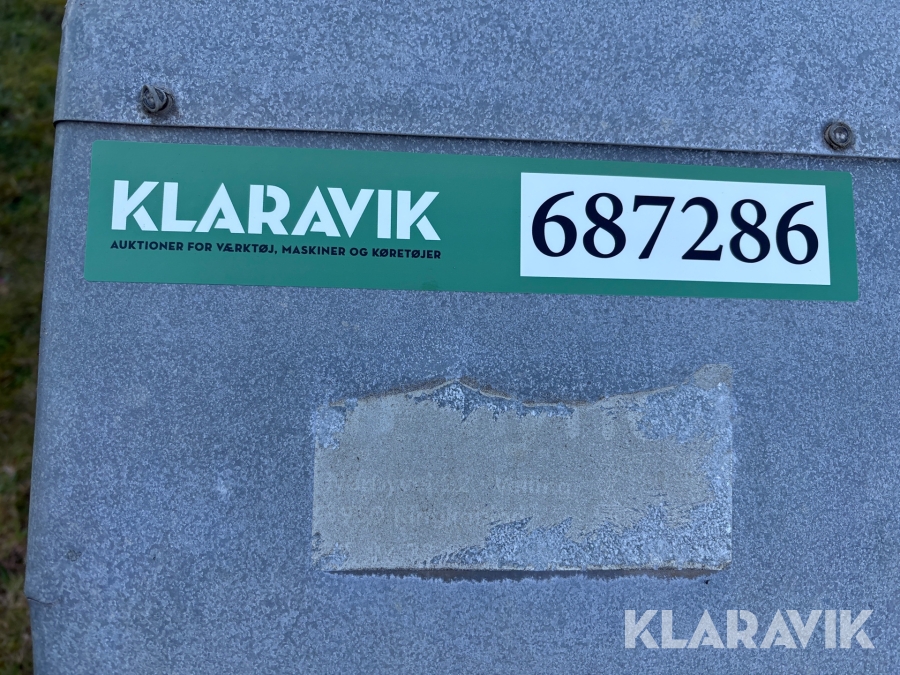 KLARAVIK
AUKTIONER FOR VÆRKTØJ, MASKINER OG KØRETØJER
687286
KLARAVIK